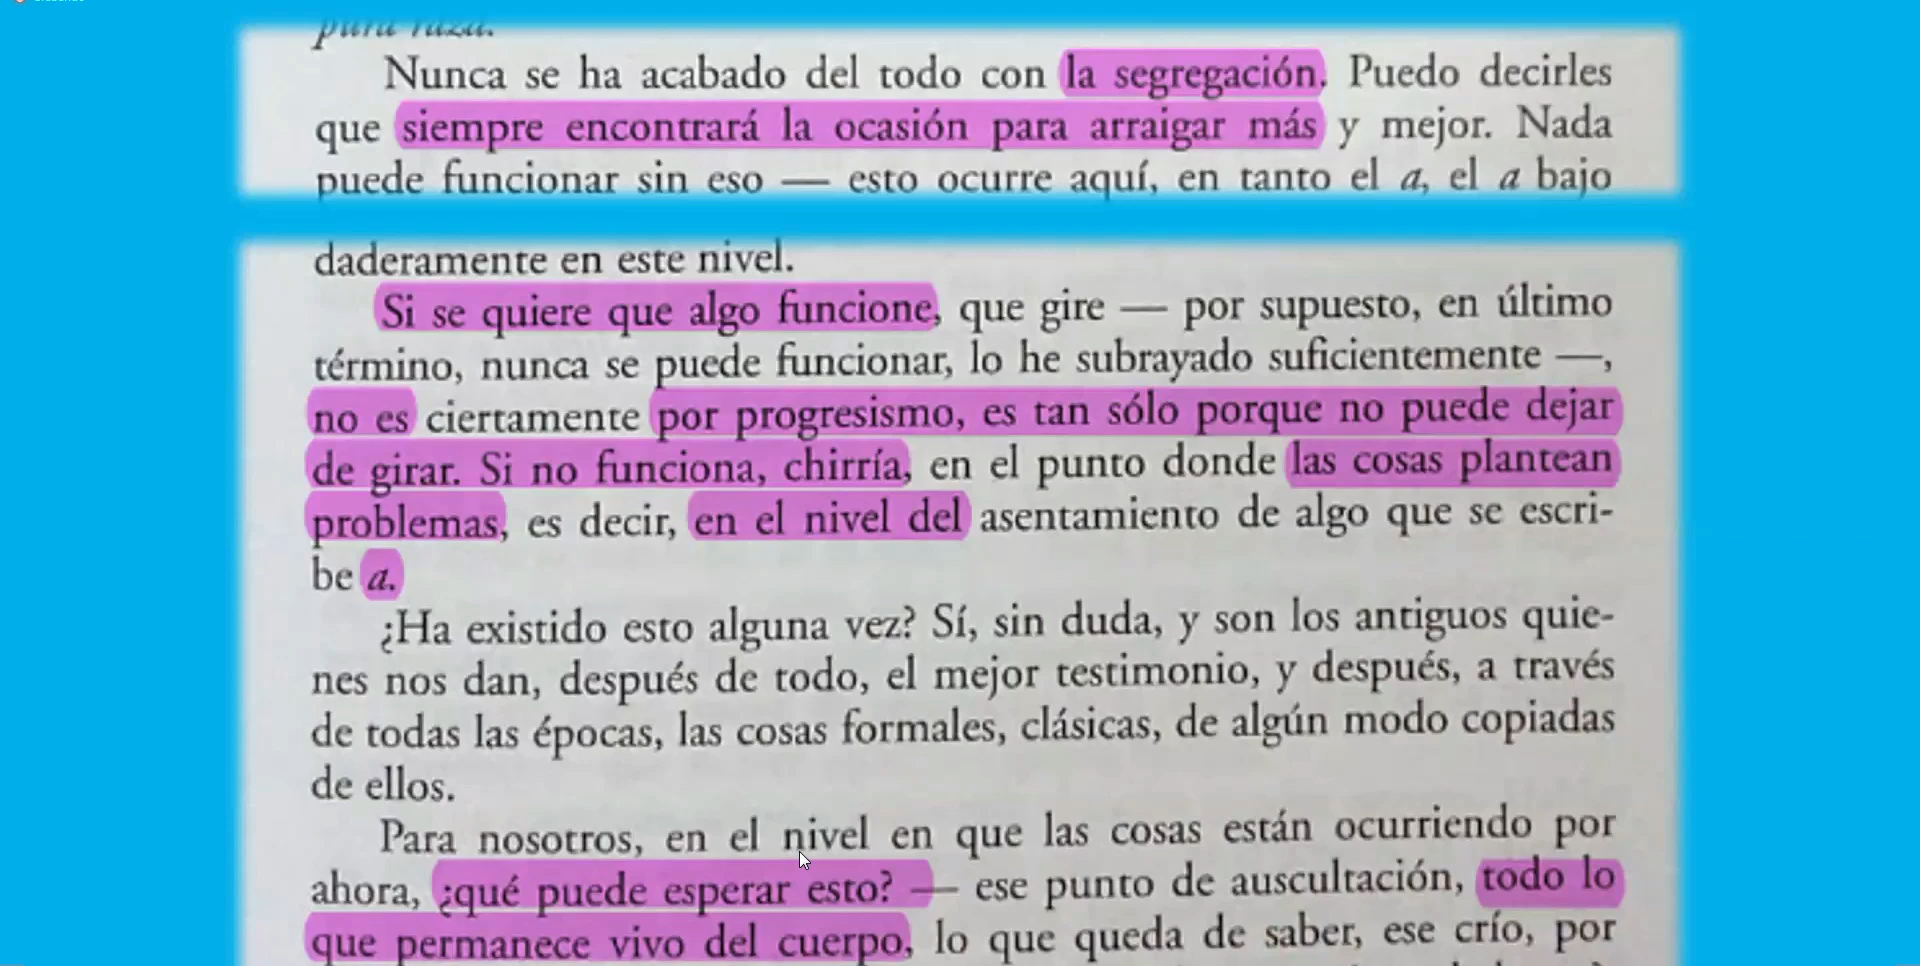 pura raza.
Nunca se ha acabado del todo con la segregación. Puedo decirles
que siempre encontrará la ocasión para arraigar más y mejor. Nada
puede funcionar sin eso — esto ocurre aquí, en tanto el a, el a bajo
daderamente en este nivel.
Si se quiere que algo funcione, que gire — por supuesto, en último
término, nunca se puede funcionar, lo he subrayado suficientemente —,
no es ciertamente por progresismo, es tan sólo porque no puede dejar
de girar. Si no funciona, chirría, en el punto donde las cosas plantean
problemas, es decir, en el nivel del asentamiento de algo que se escri-
be a.
¿Ha existido esto alguna vez? Sí, sin duda, y son los antiguos quie-
nes nos dan, después de todo, el mejor testimonio, y después, a través
de todas las épocas, las cosas formales, clásicas, de algún modo copiadas
de ellos.
Para nosotros, en el nivel en que las cosas están ocurriendo por
ahora, ¿qué puede esperar esto? — ese punto de auscultación, todo lo
que permanece vivo del cuerpo, lo que queda de saber, ese crío, por